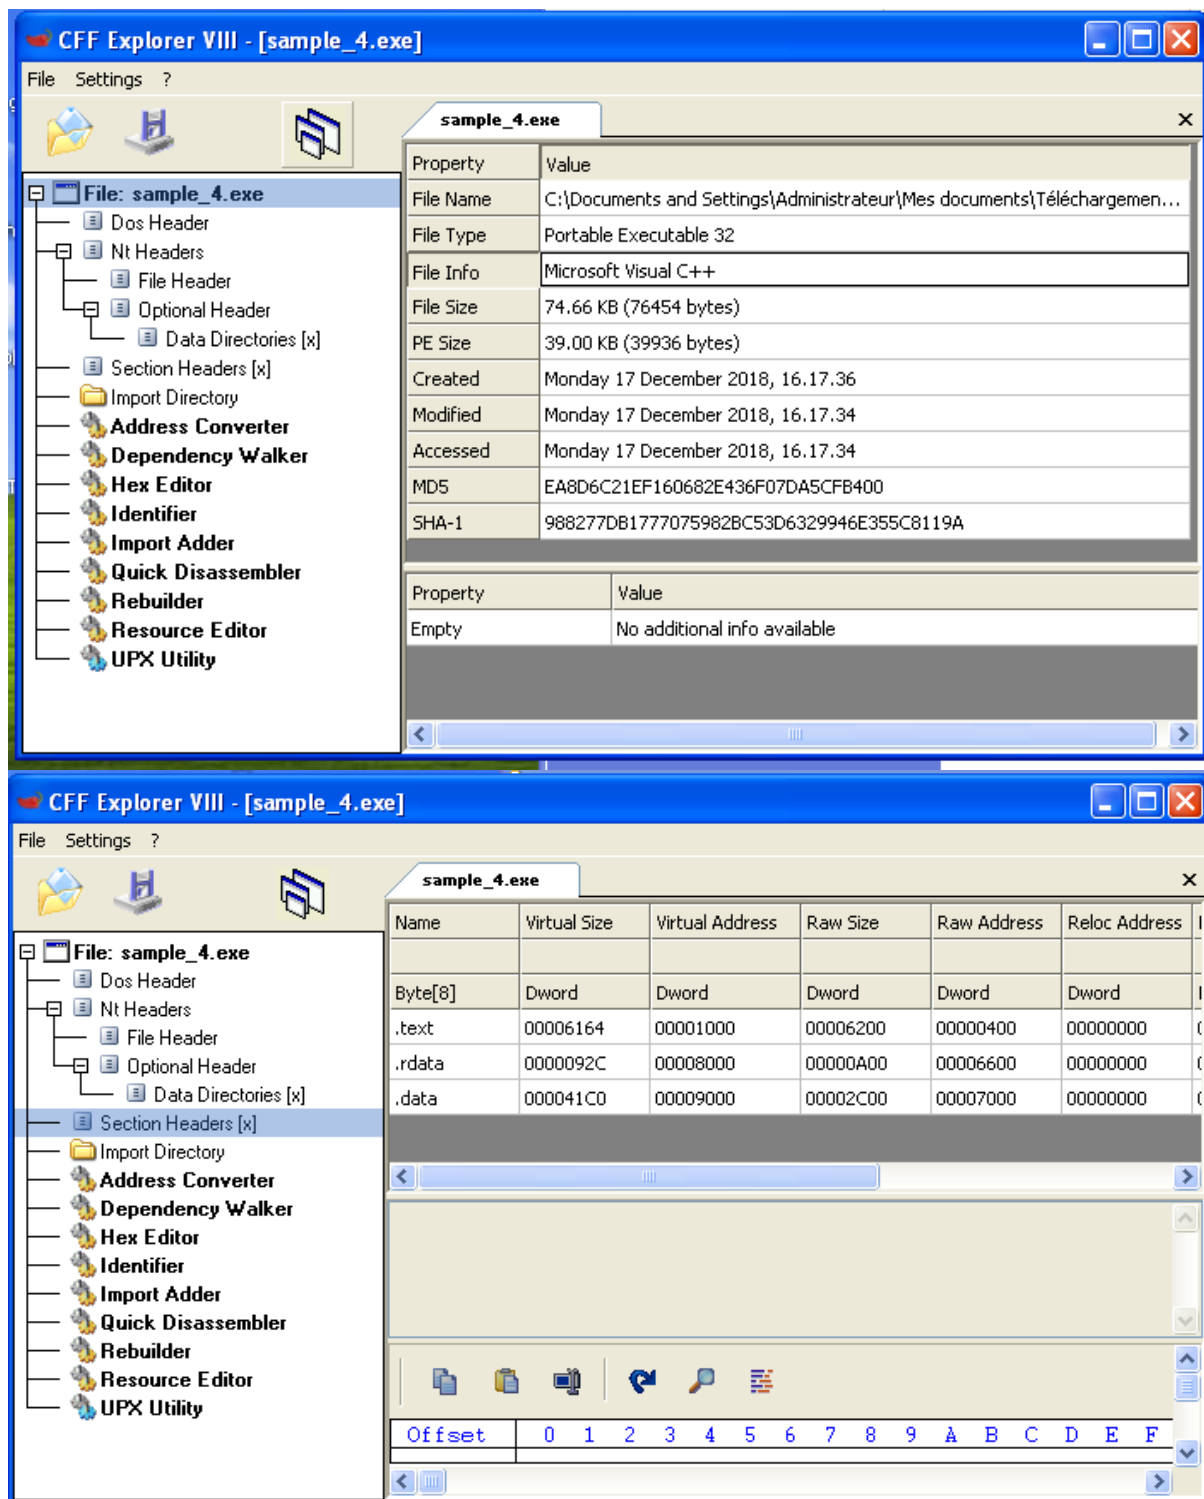 CFF Explorer VIII - [sample_4.exe]
File Settings ?
sample_4.exe
File: sample_4.exe
Dos Header
Nt Headers
File Header
Optional Header
Data Directories [x]
Section Headers [x]
Import Directory
Address Converter
Dependency Walker
Hex Editor
Identifier
Import Adder
Quick Disassembler
Rebuilder
Resource Editor
UPX Utility
Property Value
File Name C:\Documents and Settings\Administrateur\Mes documents\Téléchargemen...
File Type Portable Executable 32
File Info Microsoft Visual C++
File Size 74.66 KB (76454 bytes)
PE Size 39.00 KB (39936 bytes)
Created Monday 17 December 2018, 16.17.36
Modified Monday 17 December 2018, 16.17.34
Accessed Monday 17 December 2018, 16.17.34
MD5 EA8D6C21EF160682E436F07DA5CFB400
SHA-1 988277DB1777075982BC53D6329946E355C8119A
Property Value
Empty No additional info available
CFF Explorer VIII - [sample_4.exe]
File Settings ?
sample_4.exe
File: sample_4.exe
Dos Header
Nt Headers
File Header
Optional Header
Data Directories [x]
Section Headers [x]
Import Directory
Address Converter
Dependency Walker
Hex Editor
Identifier
Import Adder
Quick Disassembler
Rebuilder
Resource Editor
UPX Utility
Name Virtual Size Virtual Address Raw Size Raw Address Reloc Address
Byte[8] Dword Dword Dword Dword Dword
.text 00006164 00001000 00006200 00000400 00000000
.rdata 0000092C 00008000 00000A00 00006600 00000000
.data 000041C0 00009000 00002C00 00007000 00000000
Offset 0 1 2 3 4 5 6 7 8 9 A B C D E F